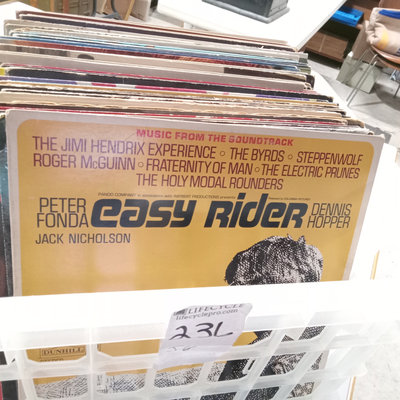 MUSIC FROM THE SOUNDTRACK
THE JIMI HENDRIX EXPERIENCE • THE BYRDS • STEPPENWOLF
ROGER McGUINN • FRATERNITY OF MAN • THE ELECTRIC PRUNES
THE HOLY MODAL ROUNDERS
PETER FONDA easy RiDER DENNIS HOPPER
JACK NICHOLSON
LIFECYCLE
lifecyclepro.com
236
DUNHILL